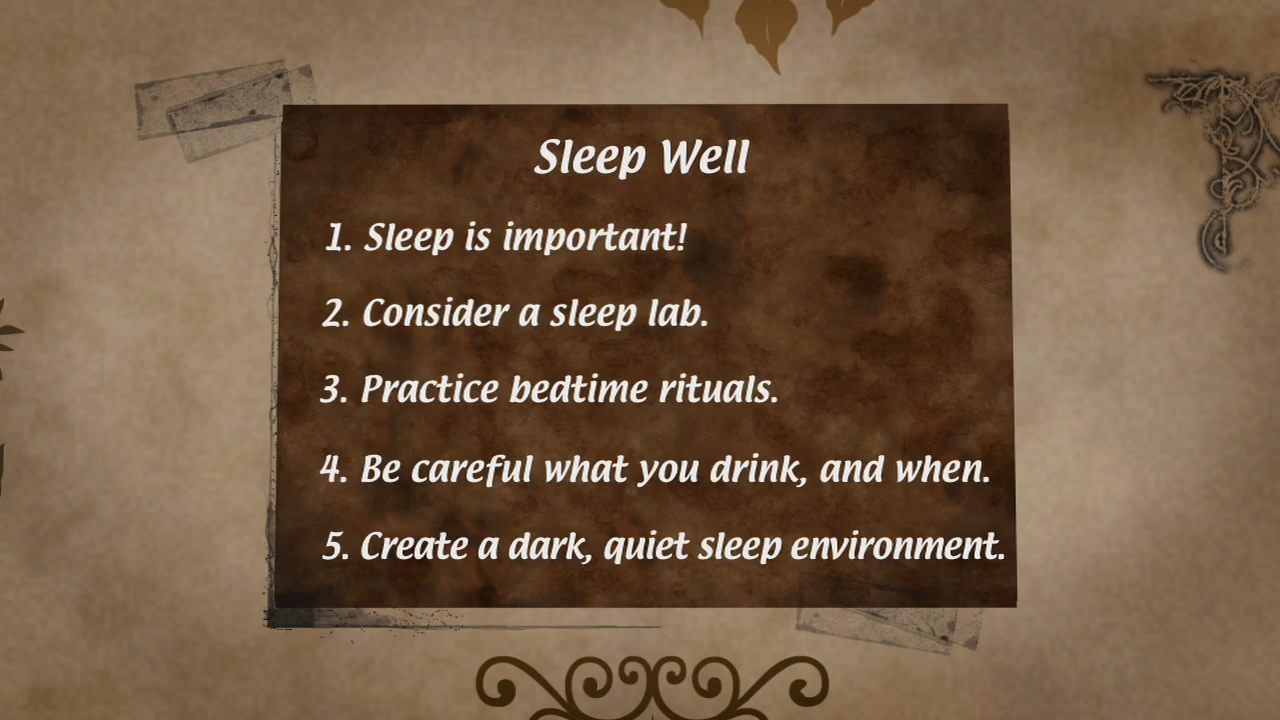 Sleep Well
1. Sleep is important!
2. Consider a sleep lab.
3. Practice bedtime rituals.
4. Be careful what you drink, and when.
5. Create a dark, quiet sleep environment.